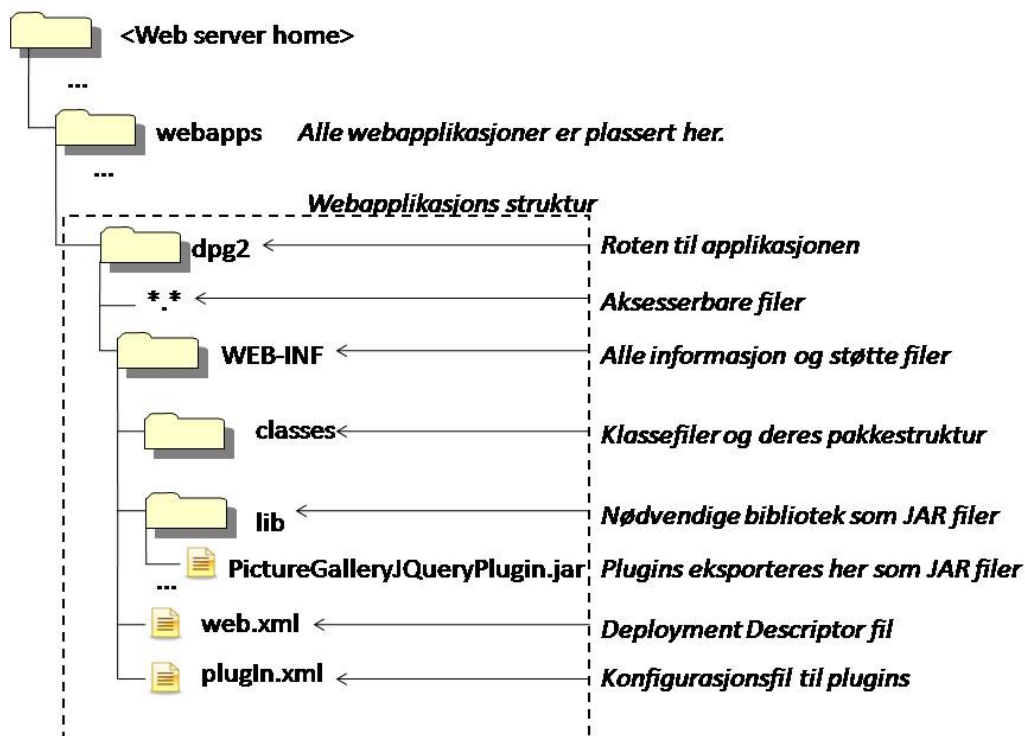 <Web server home>
...
webapps Alle webapplikasjoner er plassert her.
...
Webapplikasjons struktur
dpg2 Roten til applikasjonen
*.* Aksesserbare filer
WEB-INF Alle informasjon og støtte filer
classes Klassefiler og deres pakkestruktur
lib Nødvendige bibliotek som JAR filer
PictureGalleryJQueryPlugin.jar Plugins eksporteres her som JAR filer
...
web.xml Deployment Descriptor fil
plugIn.xml Konfigurasjonsfil til plugins